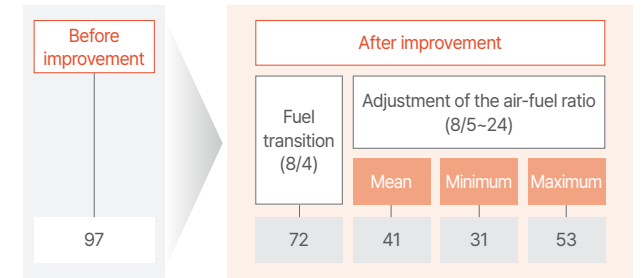 Before
improvement
97
After improvement
Fuel
transition
(8/4)
72
Adjustment of the air-fuel ratio
(8/5~24)
Mean
Minimum
Maximum
41
31
53